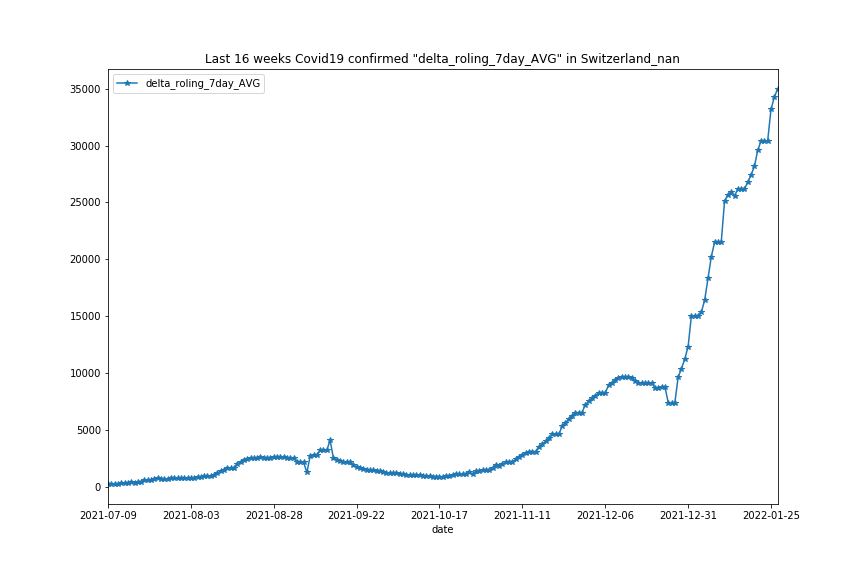 Last 16 weeks Covid19 confirmed "delta_roling_7day_AVG" in Switzerland_nan
delta_roling_7day_AVG
35000
30000
25000
20000
15000
10000
5000
0
2021-07-09 2021-08-03 2021-08-28 2021-09-22 2021-10-17 2021-11-11 2021-12-06 2021-12-31 2022-01-25
date